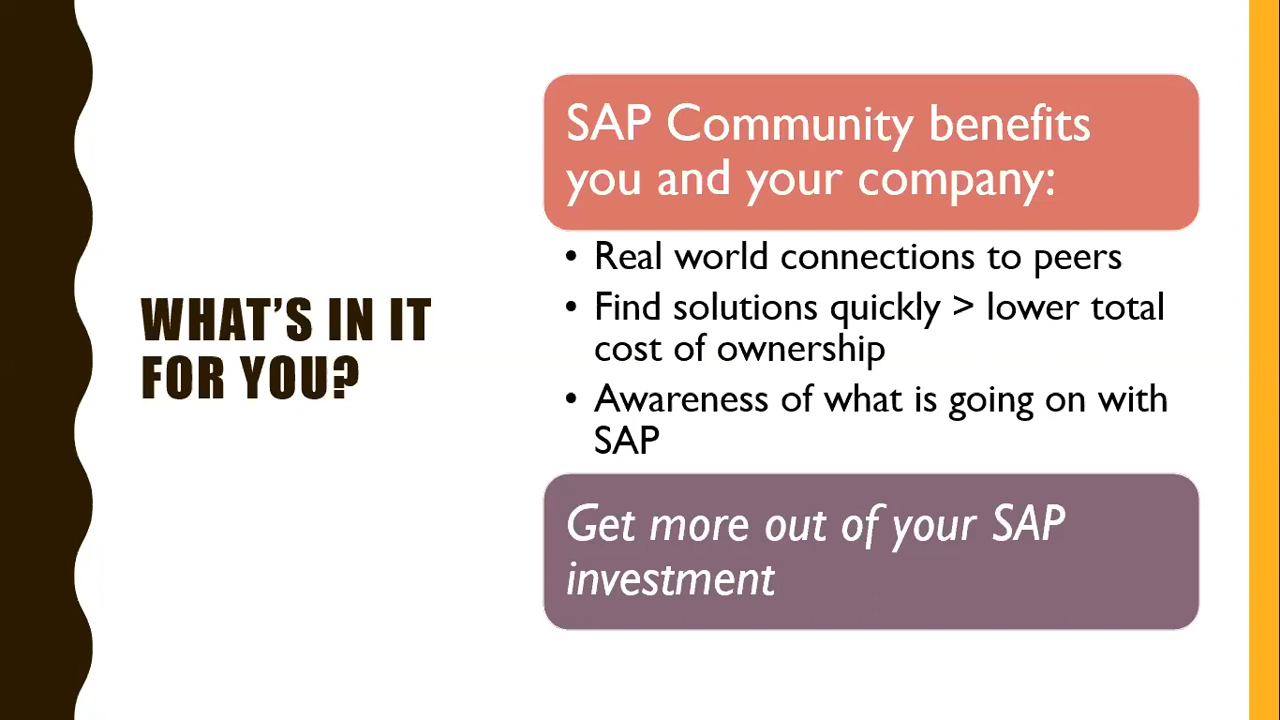 WHAT'S IN IT
FOR YOU?
SAP Community benefits
you and your company:
• Real world connections to peers
• Find solutions quickly > lower total
cost of ownership
• Awareness of what is going on with
SAP
Get more out of your SAP
investment